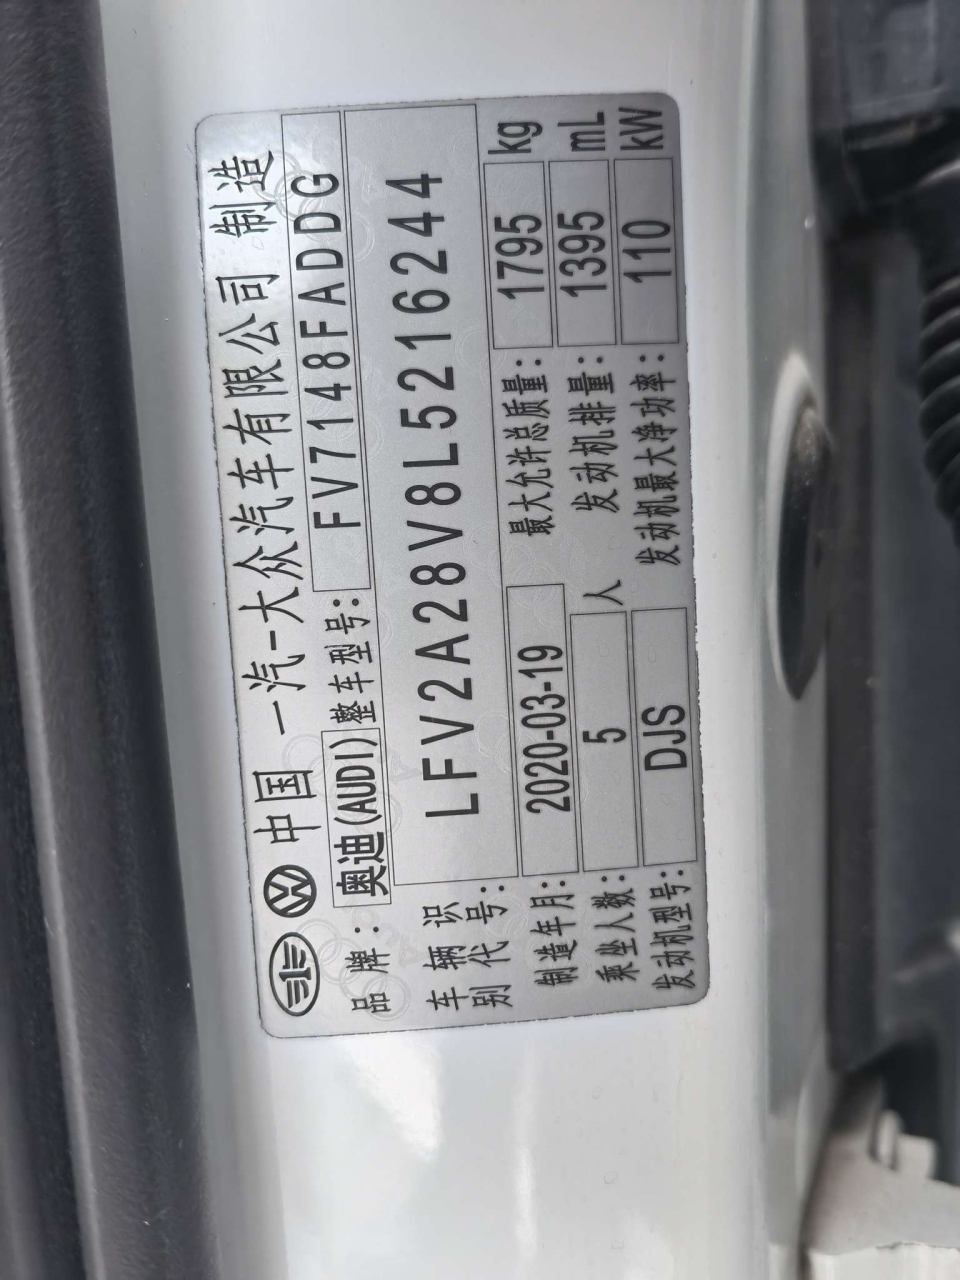 中国 一汽-大众汽车有限公司 制造
品牌：奥迪(AUDI) 整车型号：FV7148FADDG
车辆识别代号：LFV2A28V8L5216244
制造年月：2020-03-19 最大允许总质量：1795 kg
乘坐人数：5 人 发动机排量：1395 mL
发动机型号：DJS 发动机最大净功率：110 kW